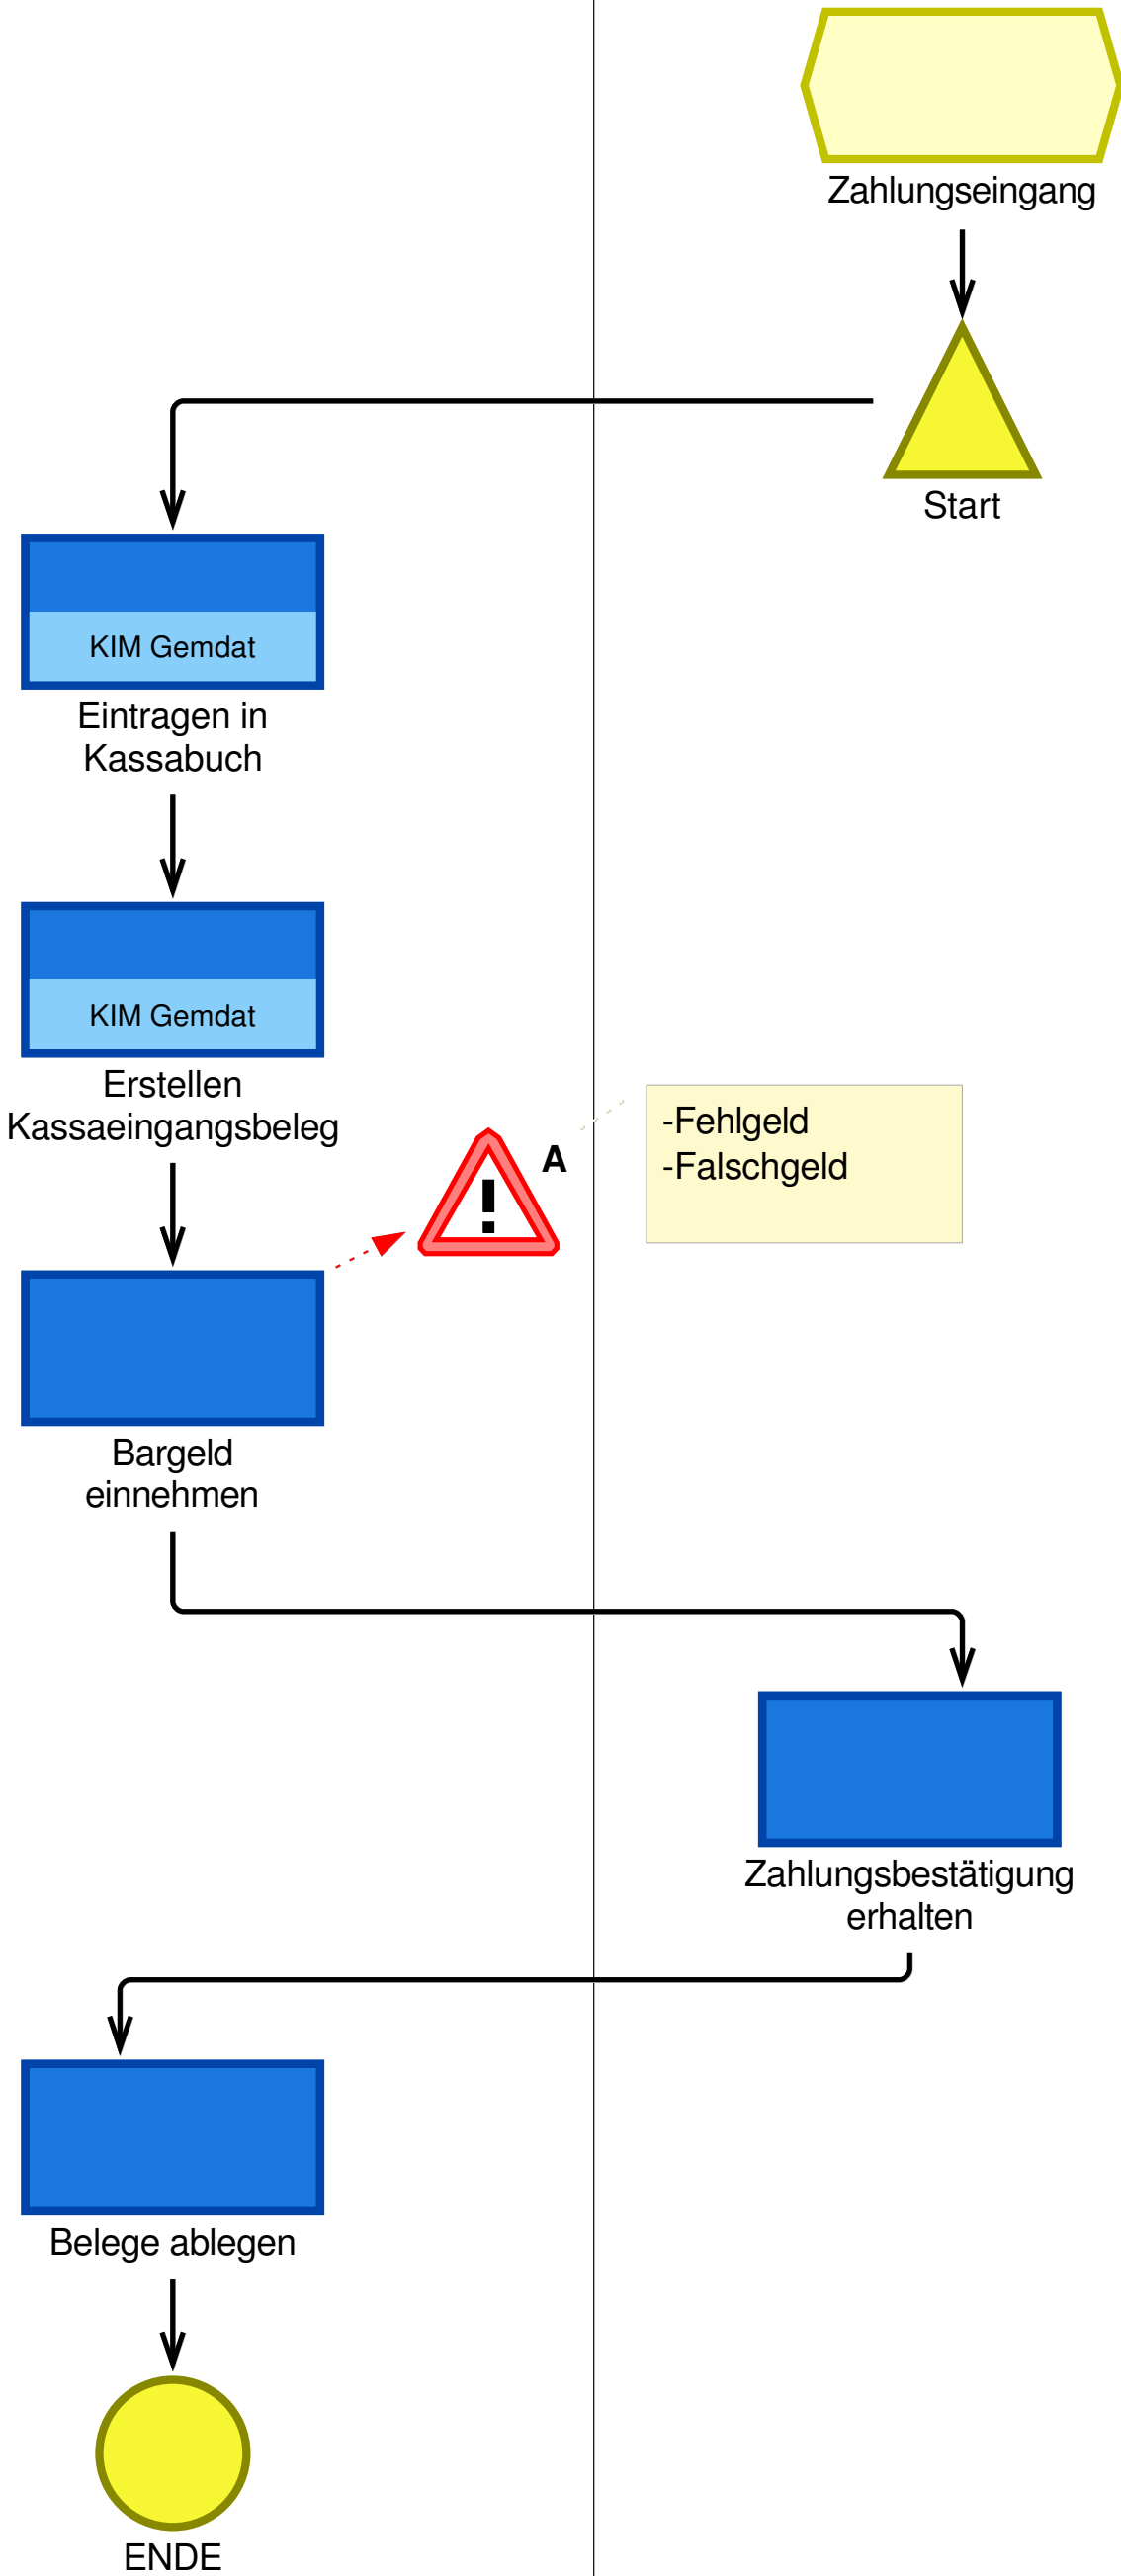 Zahlungseingang
Start
KIM Gemdat
Eintragen in
Kassabuch
KIM Gemdat
Erstellen
Kassaeingangsbeleg
A
-Fehlgeld
-Falschgeld
!
Bargeld
einnehmen
Zahlungsbestätigung
erhalten
Belege ablegen
ENDE